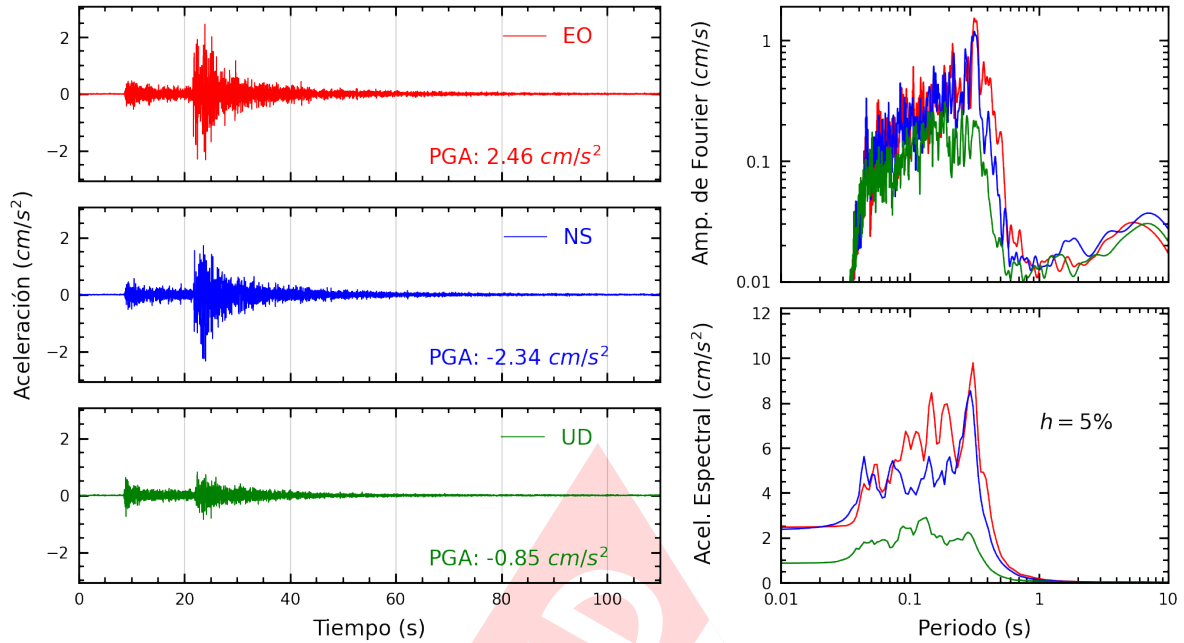 Aceleración (cm/s²)
2
0
−2
EO
PGA: 2.46 cm/s²
2
0
−2
NS
PGA: -2.34 cm/s²
2
0
−2
UD
PGA: -0.85 cm/s²
0 20 40 60 80 100
Tiempo (s)
Amp. de Fourier (cm/s)
1
0.1
0.01
Acel. Espectral (cm/s²)
12
10
8
6
4
2
0
h = 5%
0.01 0.1 1 10
Periodo (s)